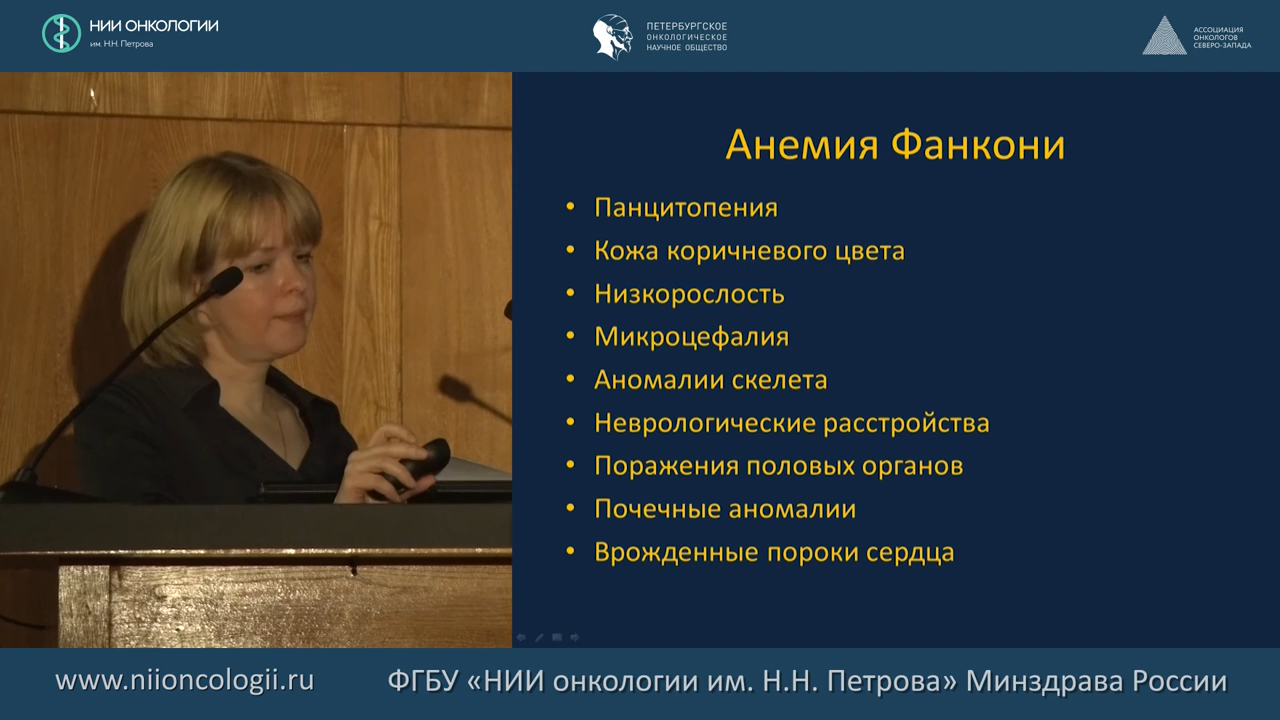 НИИ ОНКОЛОГИИ
им. Н.Н. Петрова
ПЕТЕРБУРГСКОЕ
ОНКОЛОГИЧЕСКОЕ
НАУЧНОЕ ОБЩЕСТВО
АССОЦИАЦИЯ
ОНКОЛОГОВ
СЕВЕРО-ЗАПАДА
Анемия Фанкони
• Панцитопения
• Кожа коричневого цвета
• Низкорослость
• Микроцефалия
• Аномалии скелета
• Неврологические расстройства
• Поражения половых органов
• Почечные аномалии
• Врожденные пороки сердца
www.niioncologii.ru
ФГБУ «НИИ онкологии им. Н.Н. Петрова» Минздрава России